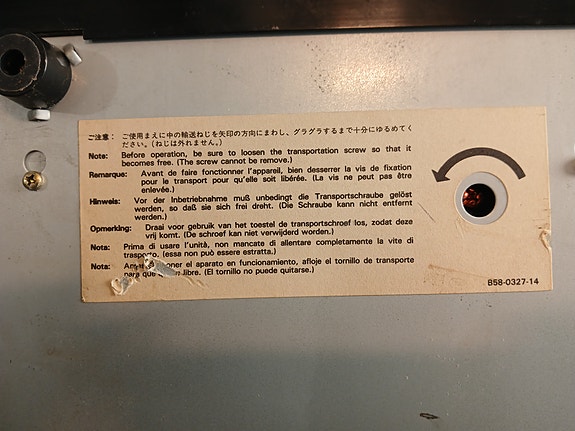 ご注意： ご使用まえに中の輸送ねじを矢印の方向にまわし、グラグラするまで十分にゆるめてく
ださい。(ねじは外れません。)
Note: Before operation, be sure to loosen the transportation screw so that it
becomes free. (The screw cannot be remove.)
Remarque: Avant de faire fonctionner l'appareil, bien desserrer la vis de fixation
pour le transport pour qu'elle soit libérée. (La vis ne peut pas être
enlevée.)
Hinweis: Vor der Inbetriebnahme muß unbedingt die Transportschraube gelöst
werden, so daß sie sich frei dreht. (Die Schraube kann nicht entfernt
werden.)
Opmerking: Draai voor gebruik van het toestel de transportschroef los, zodat deze
vrij komt. (De schroef kan niet verwijderd worden.)
Nota: Prima di usare l'unità, non mancate di allentare completamente la vite di
trasporto. (essa non può essere estratta.)
Nota: oner el aparato en funcionamiento, afloje el tornillo de transporte
para que libre. (El tornillo no puede quitarse.)
B58-0327-14